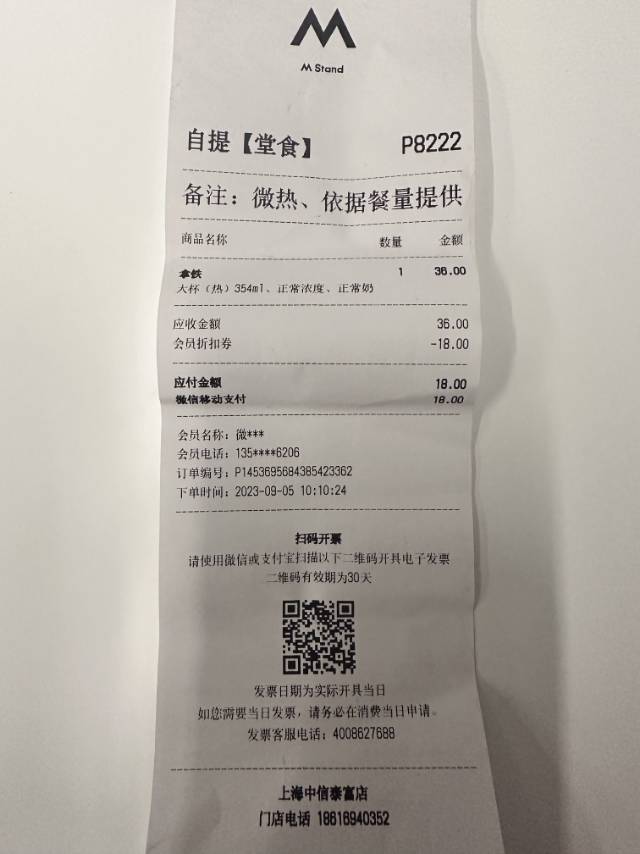 M Stand
自提【堂食】 P8222
备注：微热、依据餐量提供
商品名称 数量 金额
拿铁 1 36.00
大杯（热）354ml、正常浓度、正常奶
应收金额 36.00
会员折扣券 -18.00
应付金额 18.00
微信移动支付 18.00
会员名称：微***
会员电话：135****6206
订单编号：P1453695684385423362
下单时间：2023-09-05 10:10:24
扫码开票
请使用微信或支付宝扫描以下二维码开具电子发票
二维码有效期为30天
发票日期为实际开具当日
如您需要当日发票，请务必在消费当日申请。
发票客服电话：4008627688
上海中信泰富店
门店电话 18616940352